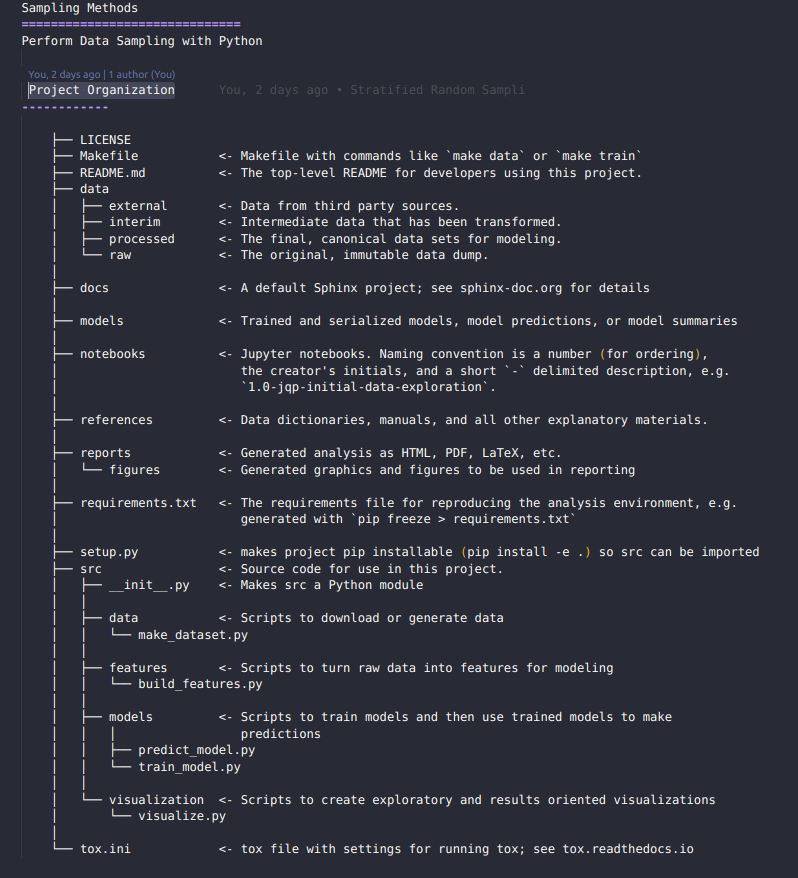 Sampling Methods
==============================
Perform Data Sampling with Python
You, 2 days ago | 1 author (You)
Project Organization You, 2 days ago • Stratified Random Sampli
------------
├── LICENSE
├── Makefile <- Makefile with commands like `make data` or `make train`
├── README.md <- The top-level README for developers using this project.
├── data
│ ├── external <- Data from third party sources.
│ ├── interim <- Intermediate data that has been transformed.
│ ├── processed <- The final, canonical data sets for modeling.
│ └── raw <- The original, immutable data dump.
│
├── docs <- A default Sphinx project; see sphinx-doc.org for details
│
├── models <- Trained and serialized models, model predictions, or model summaries
│
├── notebooks <- Jupyter notebooks. Naming convention is a number (for ordering),
│ the creator's initials, and a short `-` delimited description, e.g.
│ `1.0-jqp-initial-data-exploration`.
│
├── references <- Data dictionaries, manuals, and all other explanatory materials.
│
├── reports <- Generated analysis as HTML, PDF, LaTeX, etc.
│ └── figures <- Generated graphics and figures to be used in reporting
│
├── requirements.txt <- The requirements file for reproducing the analysis environment, e.g.
│ generated with `pip freeze > requirements.txt`
│
├── setup.py <- makes project pip installable (pip install -e .) so src can be imported
├── src <- Source code for use in this project.
│ ├── __init__.py <- Makes src a Python module
│ │
│ ├── data <- Scripts to download or generate data
│ │ └── make_dataset.py
│ │
│ ├── features <- Scripts to turn raw data into features for modeling
│ │ └── build_features.py
│ │
│ ├── models <- Scripts to train models and then use trained models to make
│ │ │ predictions
│ │ ├── predict_model.py
│ │ └── train_model.py
│ │
│ └── visualization <- Scripts to create exploratory and results oriented visualizations
│ └── visualize.py
│
└── tox.ini <- tox file with settings for running tox; see tox.readthedocs.io